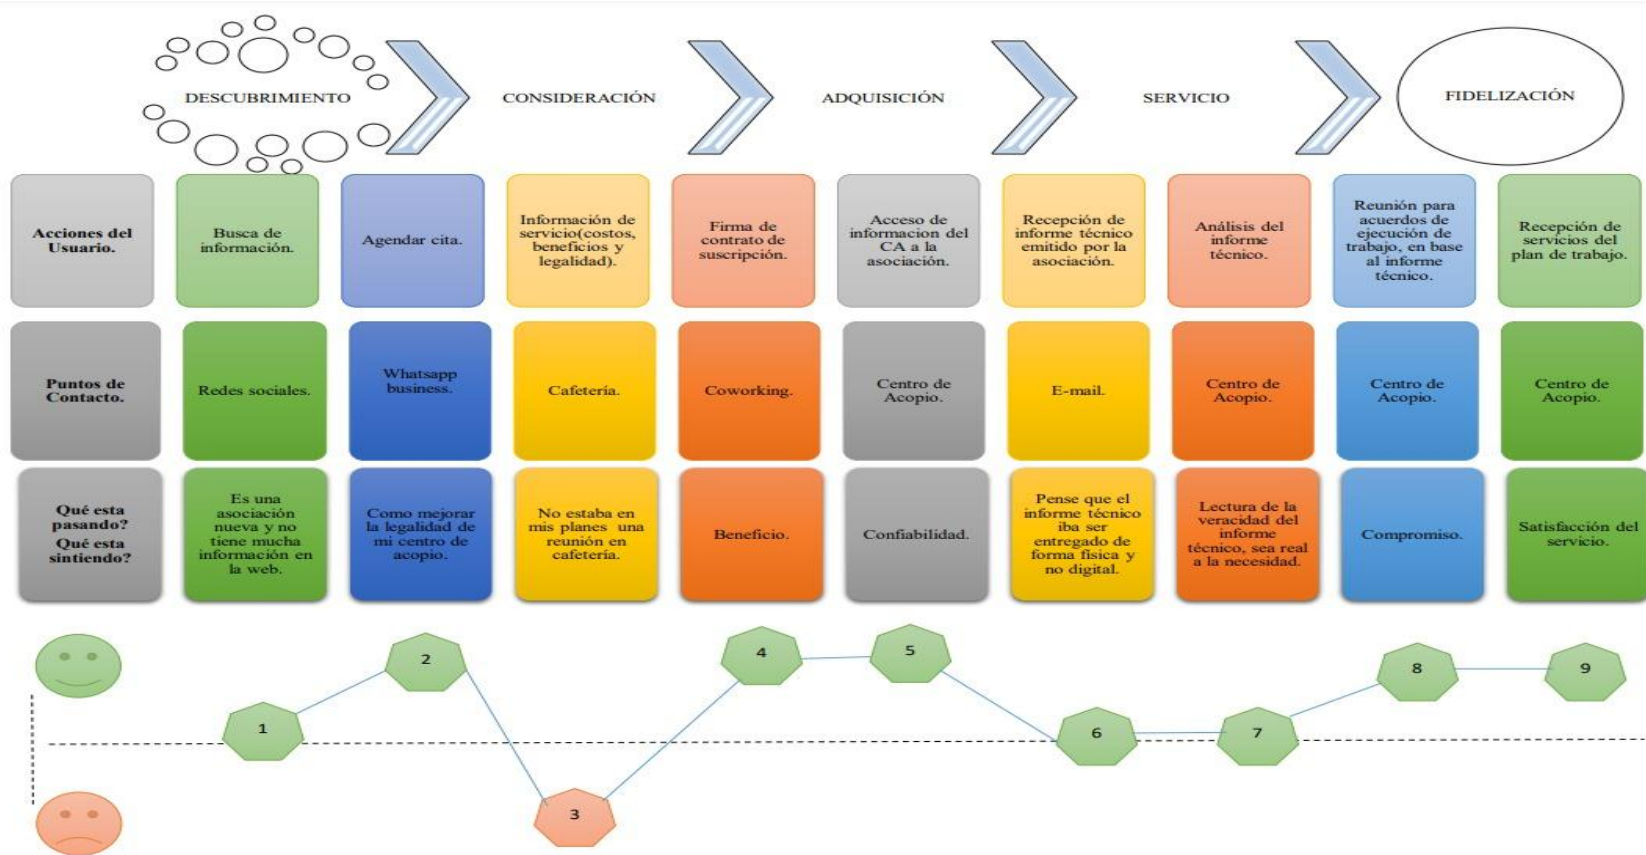 DESCUBRIMIENTO
CONSIDERACIÓN
ADQUISICIÓN
SERVICIO
FIDELIZACIÓN
Acciones del
Usuario.
Busca de
información.
Agendar cita.
Información de
servicio(costos,
beneficios y
legalidad).
Firma de
contrato de
suscripción.
Acceso de
informacion del
CA a la
asociación.
Recepción de
informe técnico
emitido por la
asociación.
Análisis del
informe
técnico.
Reunión para
acuerdos de
ejecución de
trabajo, en base
al informe
técnico.
Recepción de
servicios del
plan de trabajo.
Puntos de
Contacto.
Redes sociales.
Whatsapp
business.
Cafetería.
Coworking.
Centro de
Acopio.
E-mail.
Centro de
Acopio.
Centro de
Acopio.
Centro de
Acopio.
Qué esta
pasando?
Qué esta
sintiendo?
Es una
asociación
nueva y no
tiene mucha
información en
la web.
Como mejorar
la legalidad de
mi centro de
acopio.
No estaba en
mis planes una
reunión en
cafetería.
Beneficio.
Confiabilidad.
Pense que el
informe técnico
iba ser
entregado de
forma física y
no digital.
Lectura de la
veracidad del
informe
técnico, sea real
a la necesidad.
Compromiso.
Satisfacción del
servicio.
1
2
3
4
5
6
7
8
9